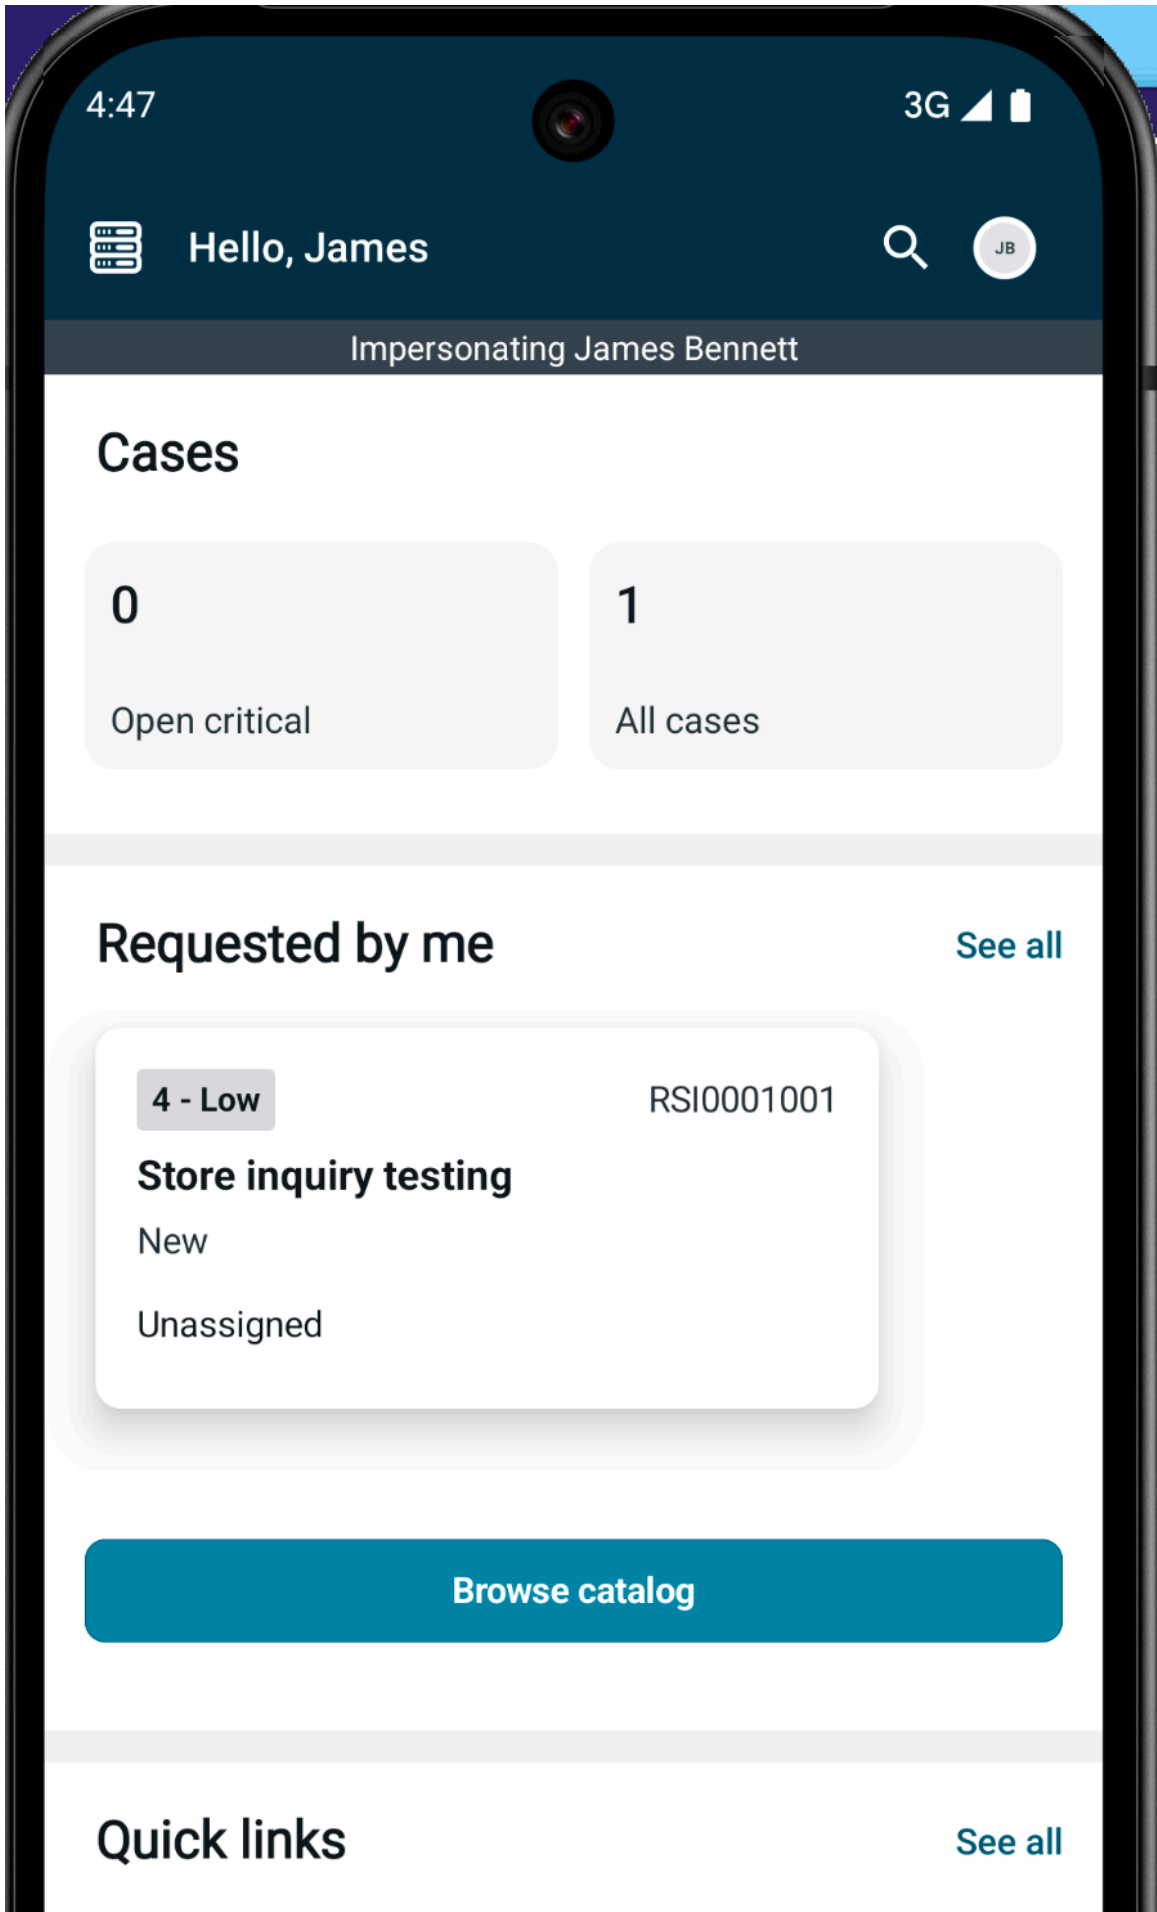 4:47
3G
Hello, James
JB
Impersonating James Bennett
Cases
0
1
Open critical
All cases
Requested by me
See all
4 - Low
RSI0001001
Store inquiry testing
New
Unassigned
Browse catalog
Quick links
See all